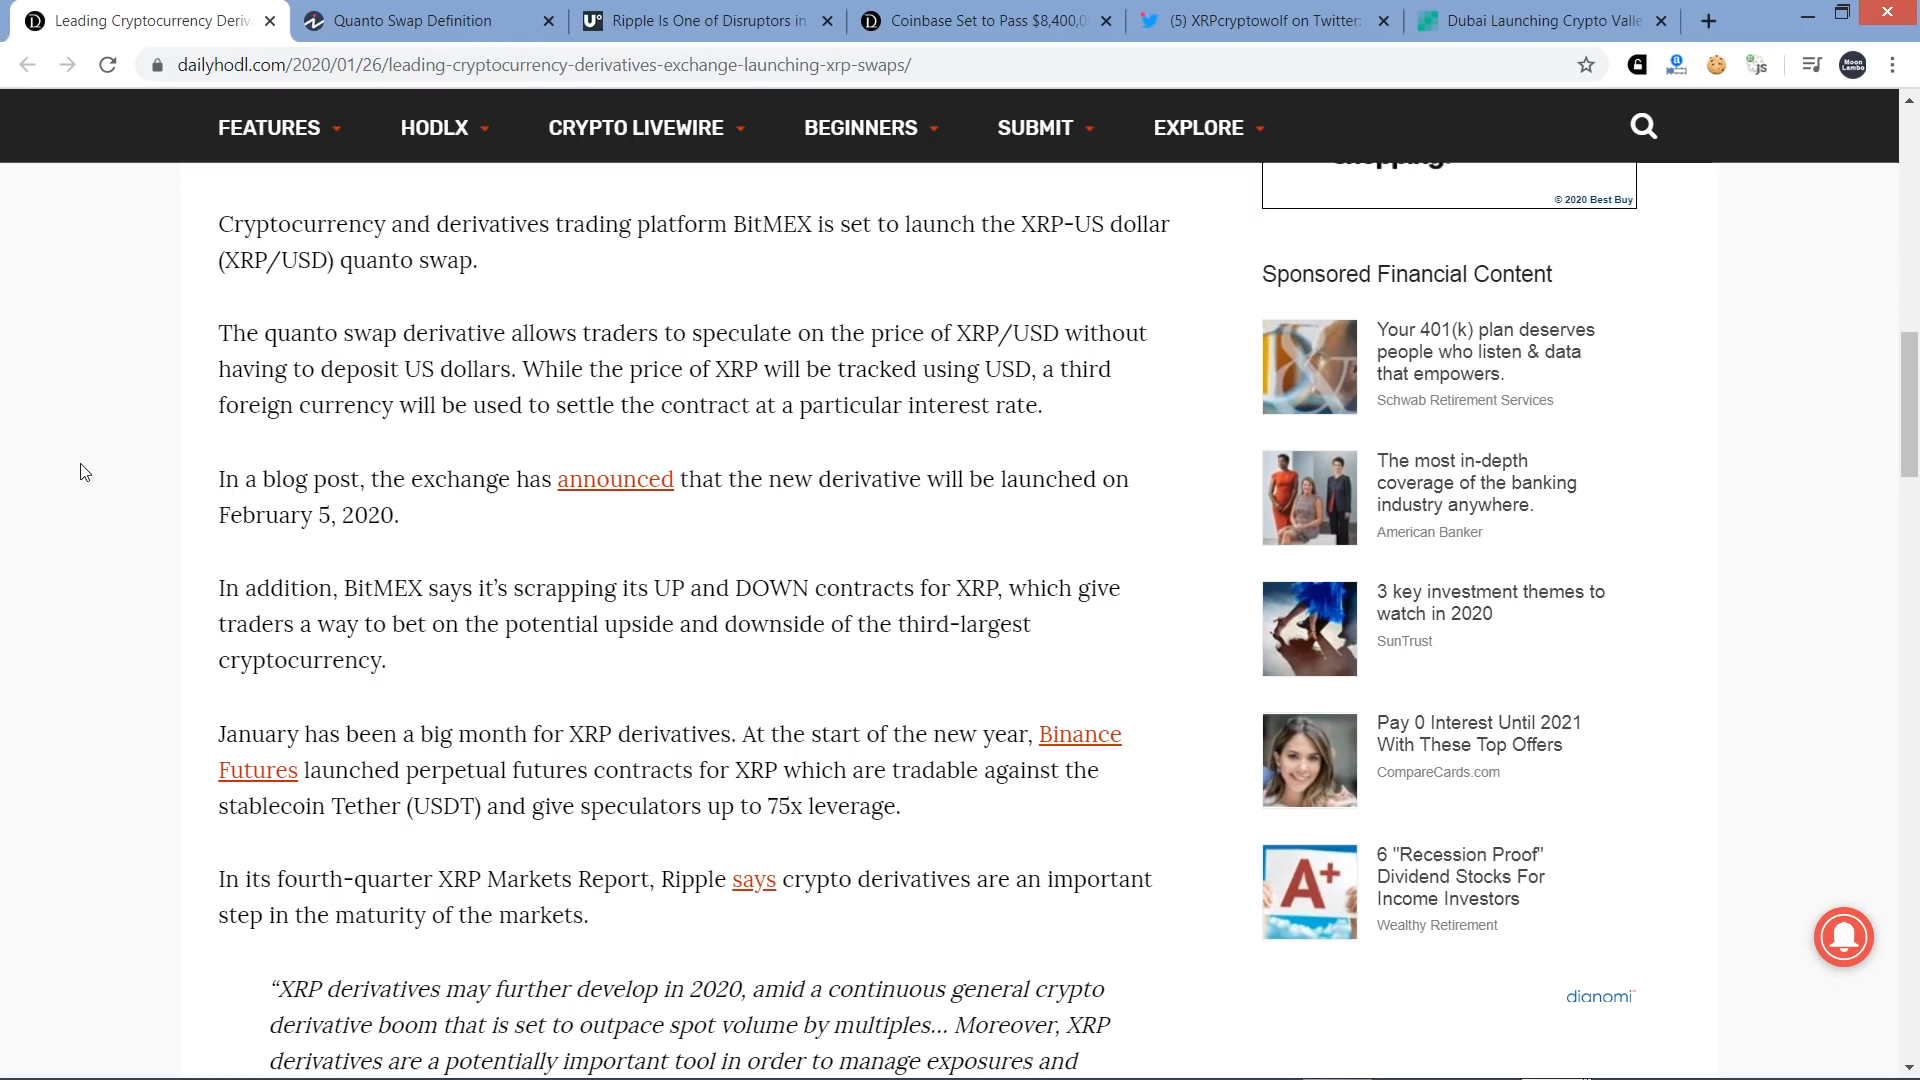 Leading Cryptocurrency Deriv
Quanto Swap Definition
Ripple Is One of Disruptors in
Coinbase Set to Pass $8,400,0
(5) XRPcryptowolf on Twitter:
Dubai Launching Crypto Valle
dailyhodl.com/2020/01/26/leading-cryptocurrency-derivatives-exchange-launching-xrp-swaps/
FEATURES
HODLX
CRYPTO LIVEWIRE
BEGINNERS
SUBMIT
EXPLORE
Cryptocurrency and derivatives trading platform BitMEX is set to launch the XRP-US dollar
(XRP/USD) quanto swap.
The quanto swap derivative allows traders to speculate on the price of XRP/USD without
having to deposit US dollars. While the price of XRP will be tracked using USD, a third
foreign currency will be used to settle the contract at a particular interest rate.
In a blog post, the exchange has announced that the new derivative will be launched on
February 5, 2020.
In addition, BitMEX says it's scrapping its UP and DOWN contracts for XRP, which give
traders a way to bet on the potential upside and downside of the third-largest
cryptocurrency.
January has been a big month for XRP derivatives. At the start of the new year, Binance
Futures launched perpetual futures contracts for XRP which are tradable against the
stablecoin Tether (USDT) and give speculators up to 75x leverage.
In its fourth-quarter XRP Markets Report, Ripple says crypto derivatives are an important
step in the maturity of the markets.
“XRP derivatives may further develop in 2020, amid a continuous general crypto
derivative boom that is set to outpace spot volume by multiples... Moreover, XRP
derivatives are a potentially important tool in order to manage exposures and
© 2020 Best Buy
Sponsored Financial Content
Your 401(k) plan deserves
people who listen & data
that empowers.
Schwab Retirement Services
The most in-depth
coverage of the banking
industry anywhere.
American Banker
3 key investment themes to
watch in 2020
SunTrust
Pay 0 Interest Until 2021
With These Top Offers
CompareCards.com
A+
6 "Recession Proof"
Dividend Stocks For
Income Investors
Wealthy Retirement
dianomi